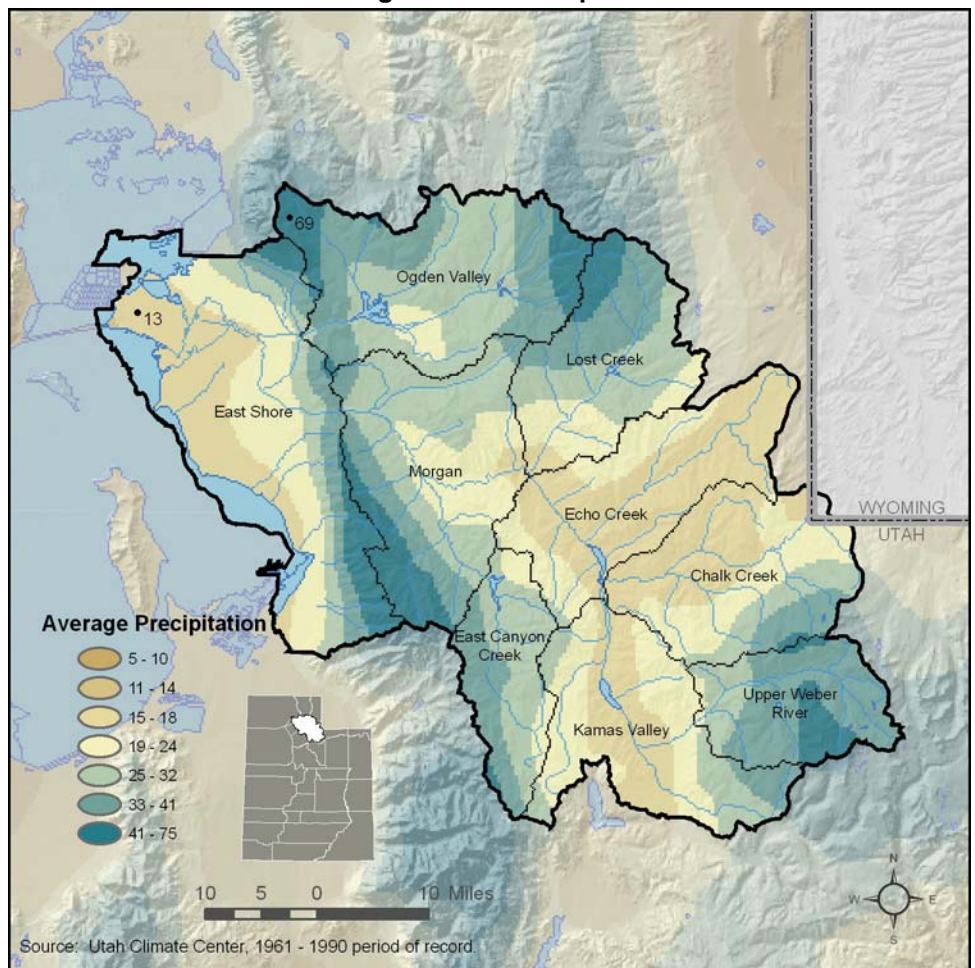 69
Ogden Valley
13
Lost Creek
East Shore
Morgan
WYOMING
Echo Creek
UTAH
Chalk Creek
Average Precipitation
East Canyon
Creek
5 - 10
11 - 14
Upper Weber
River
15 - 18
Kamas Valley
19 - 24
25 - 32
33 - 41
41 - 75
10 5 0 10 Miles
N
W E
S
Source: Utah Climate Center, 1961 - 1990 period of record.